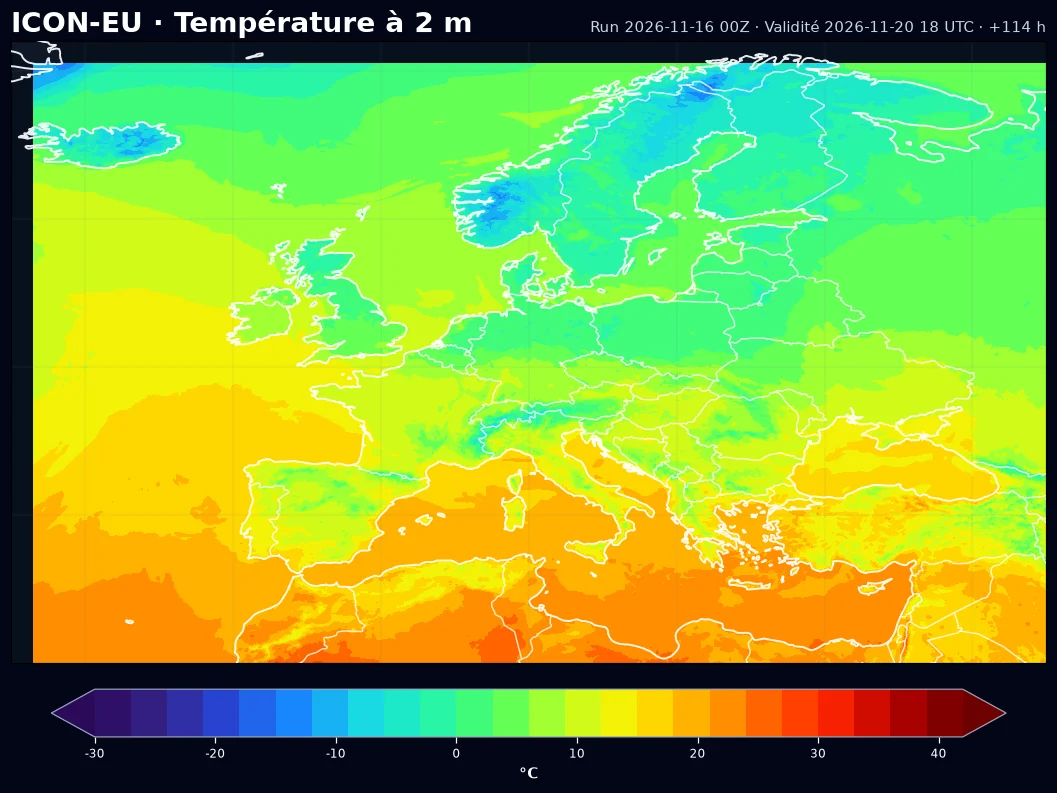 ICON-EU · Température à 2 m
Run 2026-11-16 00Z · Validité 2026-11-20 18 UTC · +114 h
-30 -20 -10 0 10 20 30 40
°C